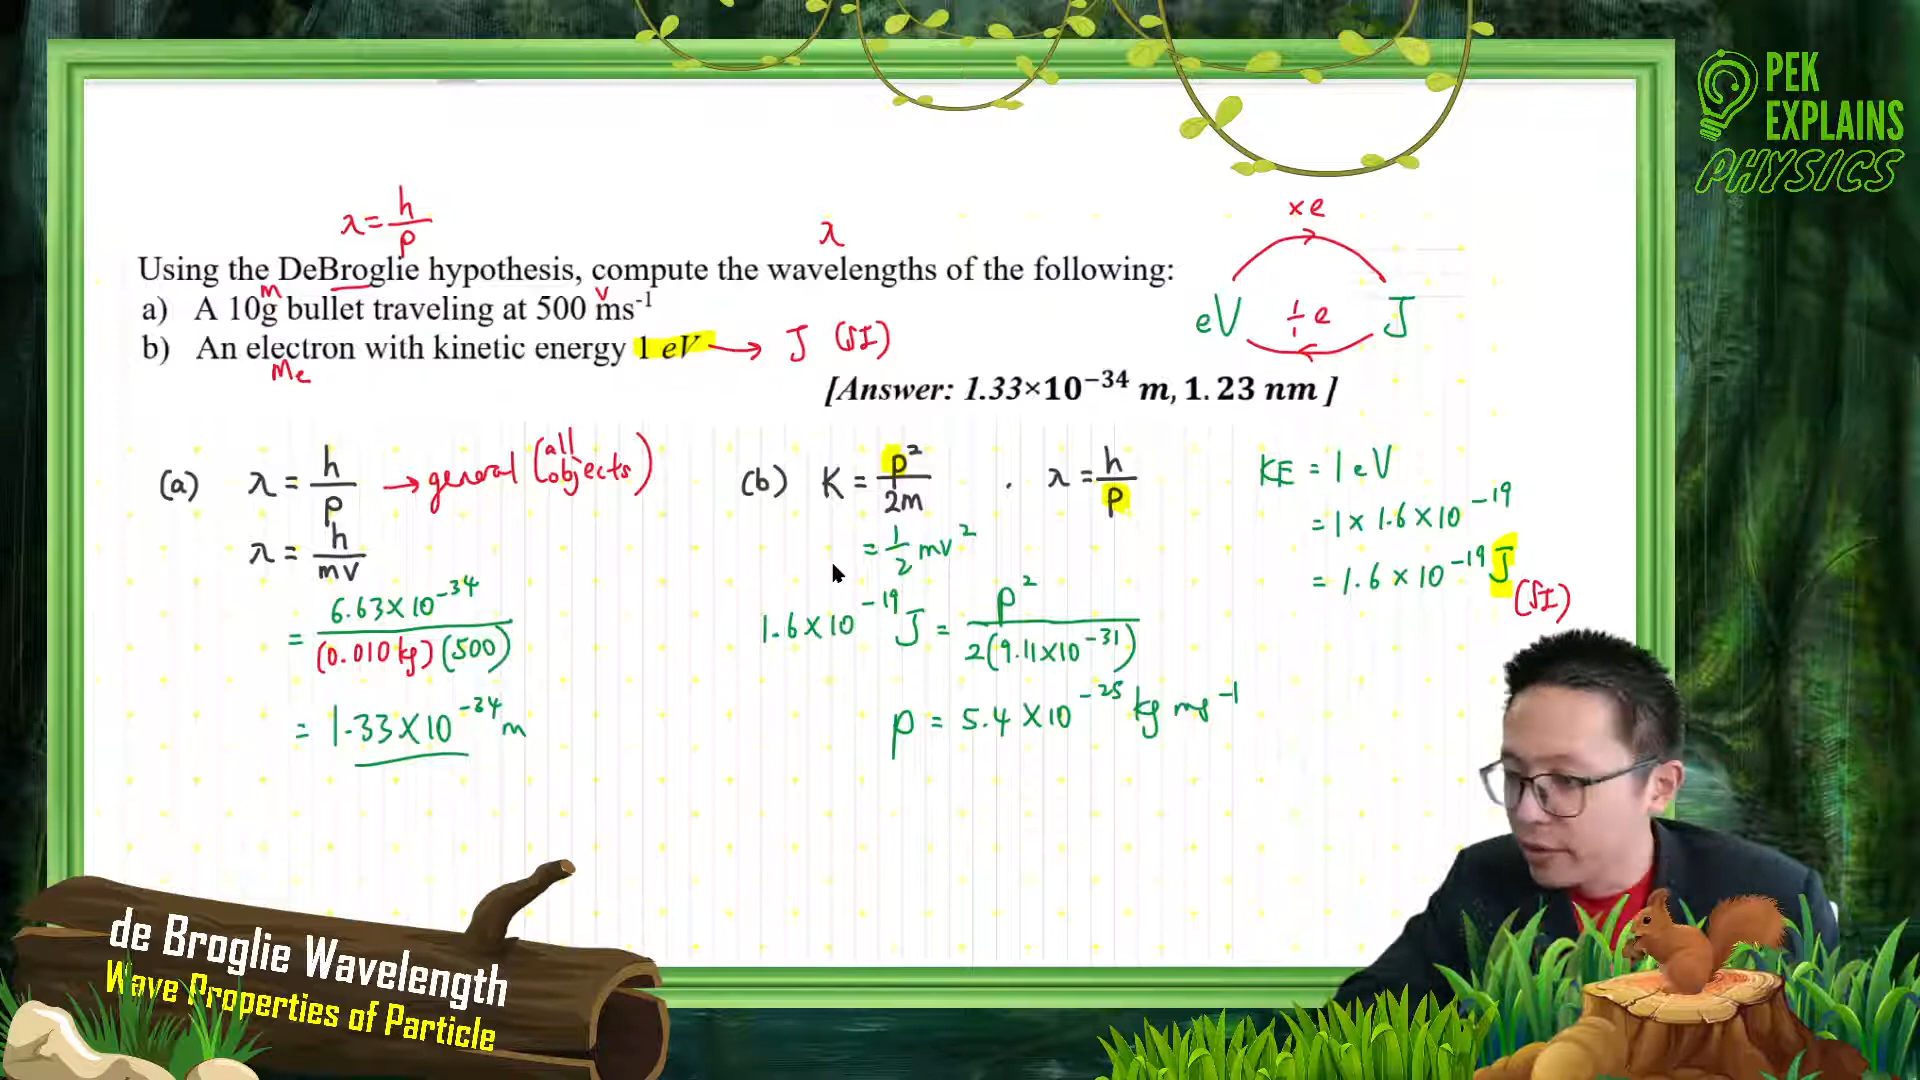 PEK
EXPLAINS
PHYSICS
λ = h/p
λ
Using the DeBroglie hypothesis, compute the wavelengths of the following:
m
v
a) A 10g bullet traveling at 500 ms⁻¹
b) An electron with kinetic energy 1 eV → J (SI)
me
[Answer: 1.33×10⁻³⁴ m, 1.23 nm ]
×e
eV ÷e J
(a) λ = h/p → general (all objects)
λ = h/mv
= 6.63×10⁻³⁴/(0.010 kg)(500)
= 1.33×10⁻³⁴ m
(b) K = p²/2m . λ = h/p
= 1/2 mv²
1.6×10⁻¹⁹ J = p²/2(9.11×10⁻³¹)
p = 5.4×10⁻²⁵ kg ms⁻¹
KE = 1 eV
= 1 × 1.6×10⁻¹⁹
= 1.6×10⁻¹⁹ J
(SI)
de Broglie Wavelength
Wave Properties of Particle